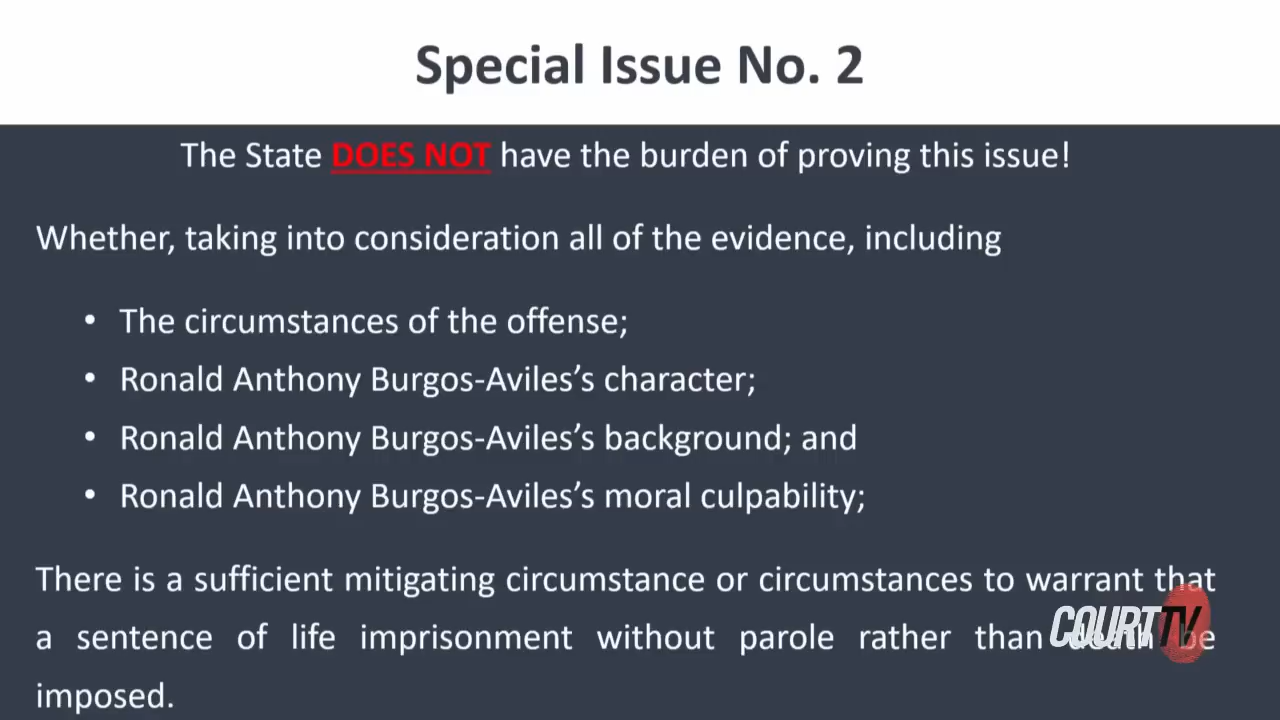 Special Issue No. 2
The State DOES NOT have the burden of proving this issue!
Whether, taking into consideration all of the evidence, including
• The circumstances of the offense;
• Ronald Anthony Burgos-Aviles’s character;
• Ronald Anthony Burgos-Aviles’s background; and
• Ronald Anthony Burgos-Aviles’s moral culpability;
There is a sufficient mitigating circumstance or circumstances to warrant that
a sentence of life imprisonment without parole rather than death be
imposed.
COURT TV